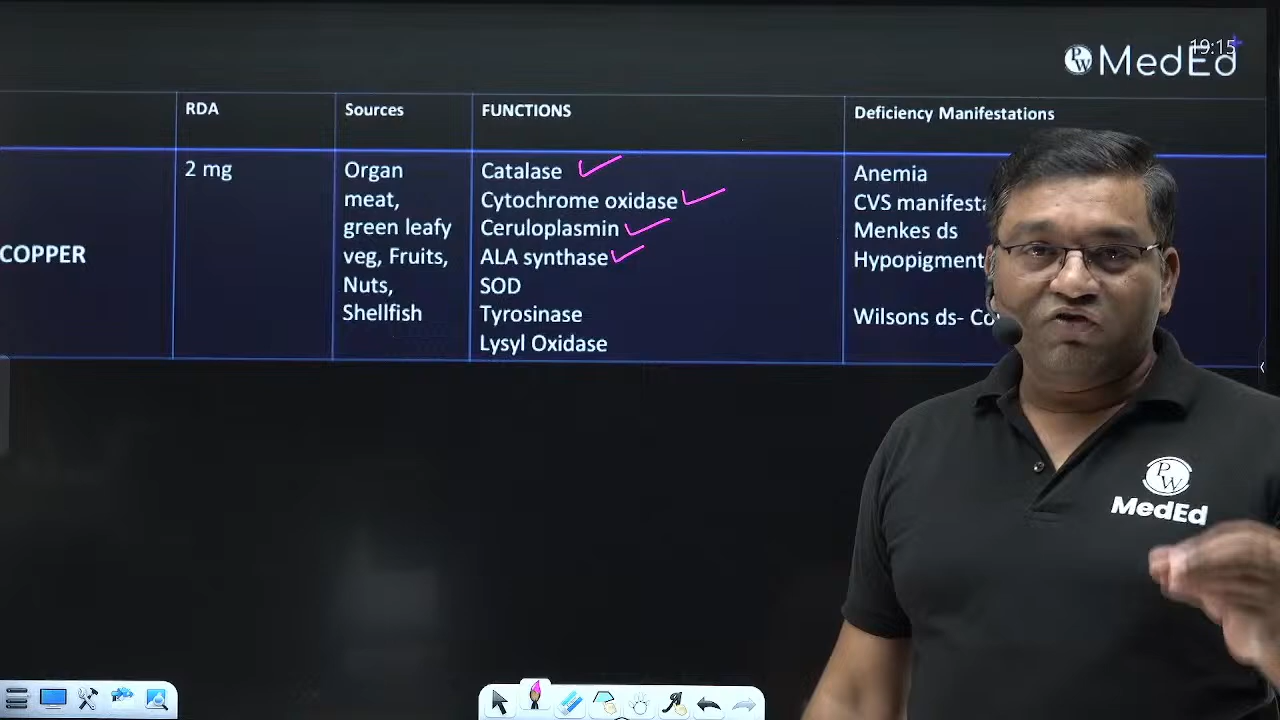 19:15
PW MedEd
RDA
Sources
FUNCTIONS
Deficiency Manifestations
COPPER
2 mg
Organ
meat,
green leafy
veg, Fruits,
Nuts,
Shellfish
Catalase
Cytochrome oxidase
Ceruloplasmin
ALA synthase
SOD
Tyrosinase
Lysyl Oxidase
Anemia
CVS manifesta
Menkes ds
Hypopigment
Wilsons ds- Co
PW
MedEd